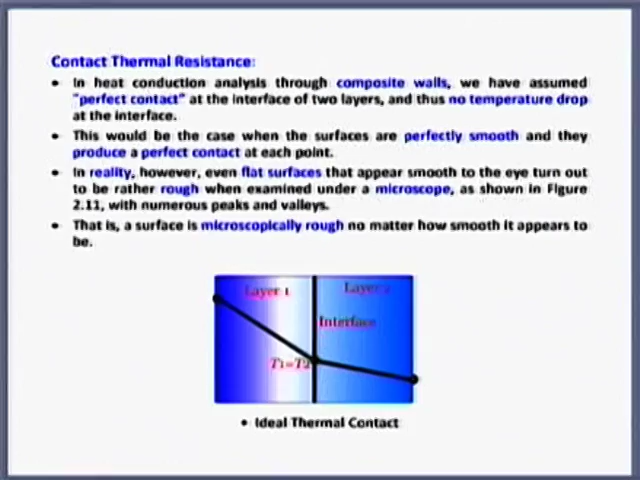 Contact Thermal Resistance:
• In heat conduction analysis through composite walls, we have assumed
"perfect contact" at the interface of two layers, and thus no temperature drop
at the interface.
• This would be the case when the surfaces are perfectly smooth and they
produce a perfect contact at each point.
• In reality, however, even flat surfaces that appear smooth to the eye turn out
to be rather rough when examined under a microscope, as shown in Figure
2.11, with numerous peaks and valleys.
• That is, a surface is microscopically rough no matter how smooth it appears to
be.
Layer 1
Layer
Interface
T1=T2
• Ideal Thermal Contact